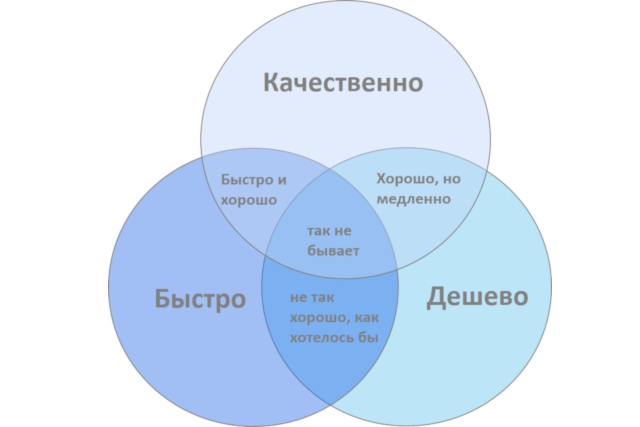 Качественно
Быстро и
хорошо
Хорошо, но
медленно
так не
бывает
Быстро
не так
хорошо, как
хотелось бы
Дешево